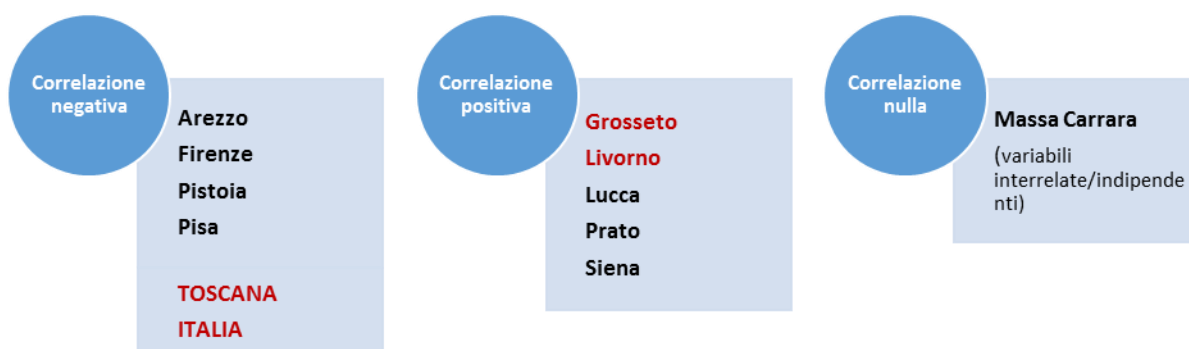 Correlazione
negativa
Arezzo
Firenze
Pistoia
Pisa
TOSCANA
ITALIA
Correlazione
positiva
Grosseto
Livorno
Lucca
Prato
Siena
Correlazione
nulla
Massa Carrara
(variabili
interrelate/indipende
nti)